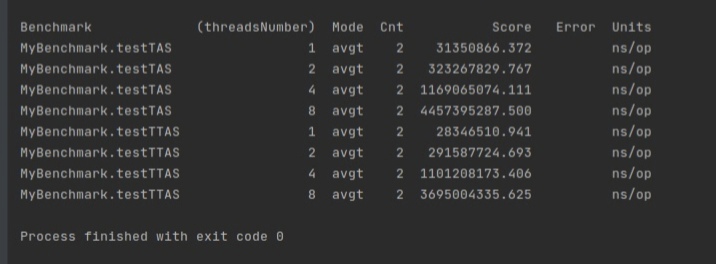 Benchmark (threadsNumber) Mode Cnt Score Error Units
MyBenchmark.testTAS 1 avgt 2 31350866.372 ns/op
MyBenchmark.testTAS 2 avgt 2 323267829.767 ns/op
MyBenchmark.testTAS 4 avgt 2 1169065074.111 ns/op
MyBenchmark.testTAS 8 avgt 2 4457395287.500 ns/op
MyBenchmark.testTTAS 1 avgt 2 28346510.941 ns/op
MyBenchmark.testTTAS 2 avgt 2 291587724.693 ns/op
MyBenchmark.testTTAS 4 avgt 2 1101208173.406 ns/op
MyBenchmark.testTTAS 8 avgt 2 3695004335.625 ns/op
Process finished with exit code 0